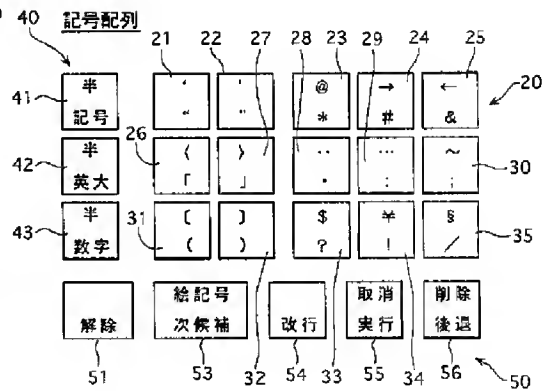 40 記号配列
21 22 27 28 23 29 24 25
41 半 ‘ ' @ → ← 20
記号 “ " * # &
26
42 半 〈 〉 ‥ … ~ 30
英大 「 」 ・ : ;
43 半 31 〔 〕 $ ¥ § 35
数字 ( ) ? ! /
絵記号 取消 削除
解除 次候補 改行 実行 後退
51 53 54 32 55 33 34 56 50